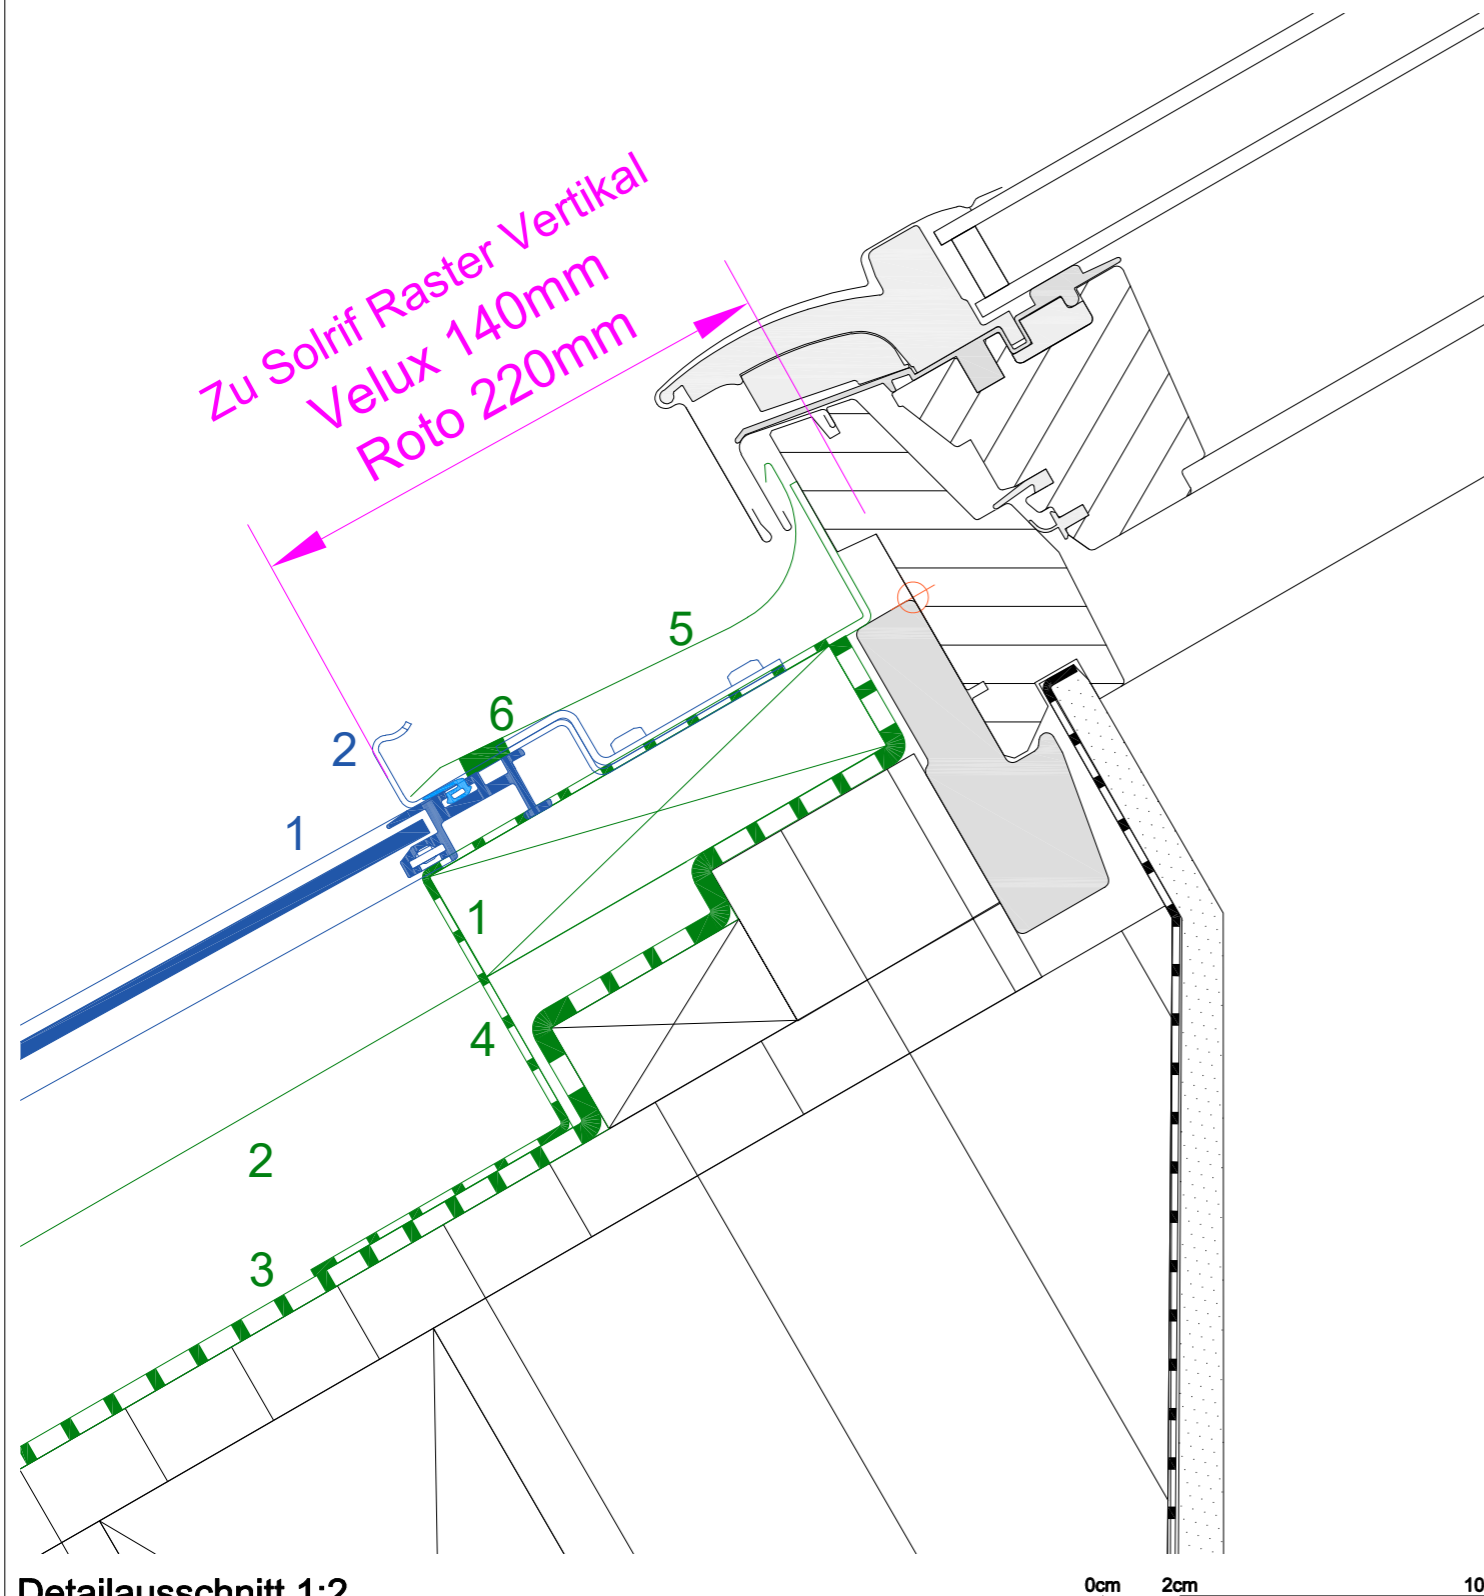 Zu Solrif Raster Vertikal
Velux 140mm
Roto 220mm
5
6
2
1
1
4
2
3
Detailausschnitt 1:2
0cm 2cm 10